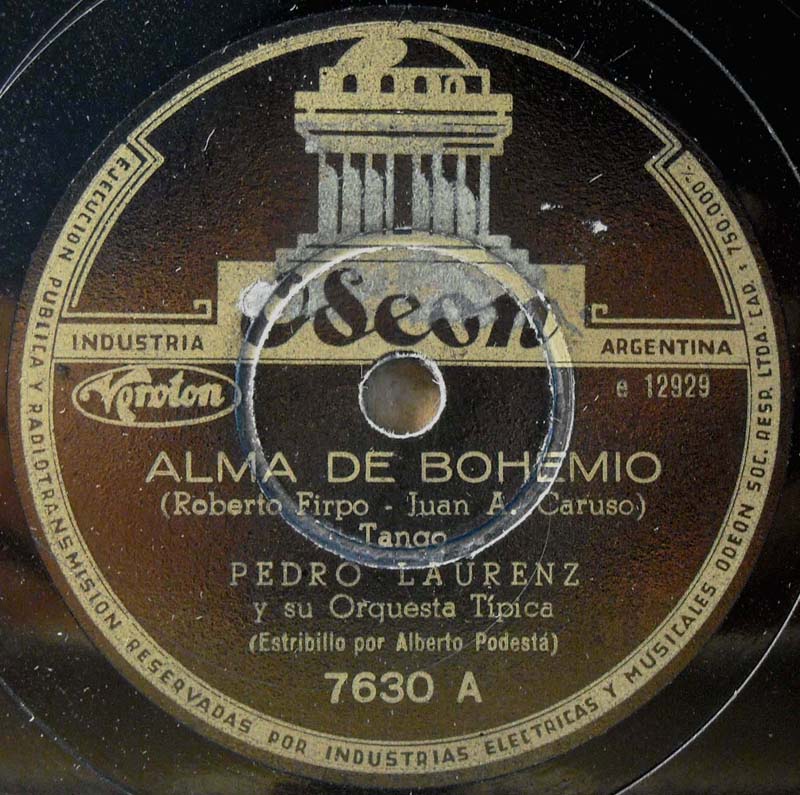 Odeon
INDUSTRIA
ARGENTINA
Veroton
e 12929
ALMA DE BOHEMIO
(Roberto Firpo - Juan A. Caruso)
Tango
PEDRO LAURENZ
y su Orquesta Típica
(Estribillo por Alberto Podestá)
7630 A
EJECUCION PUBLICA Y RADIOTRANSMISION RESERVADAS POR INDUSTRIAS ELECTRICAS Y MUSICALES ODEON SOC. RESP. LTDA. CAP: $ 750.000 %